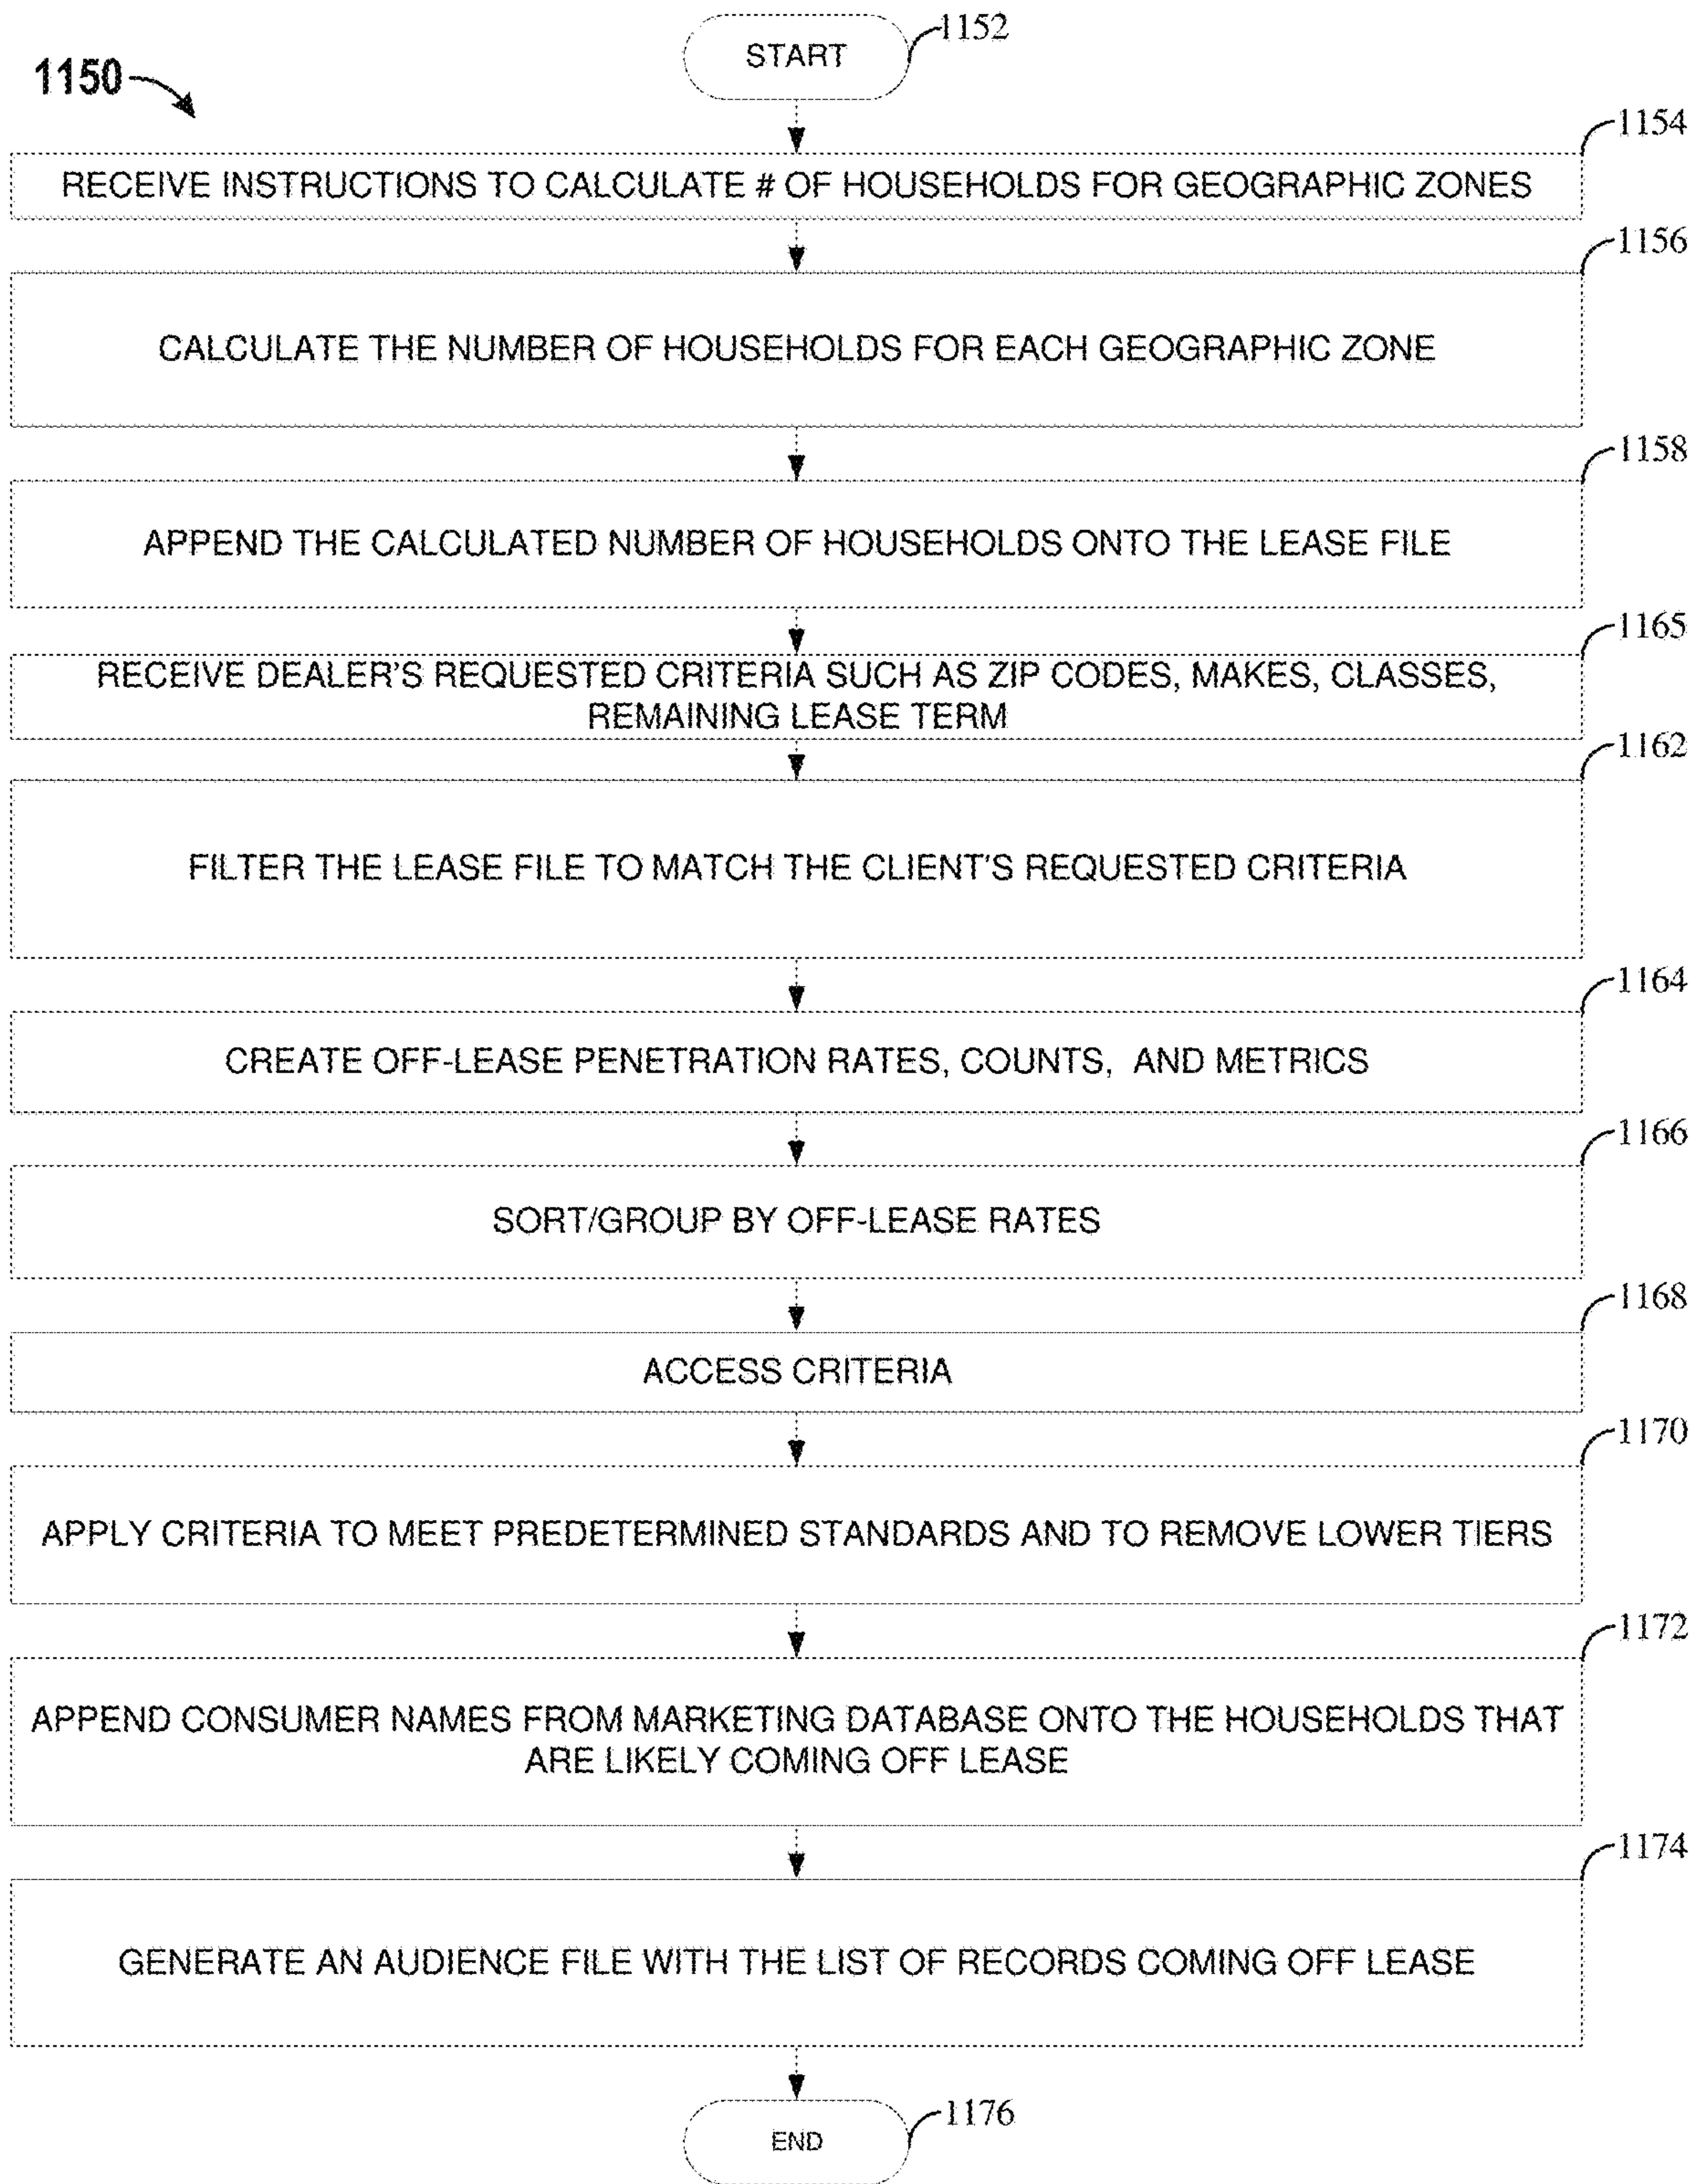 1150
START
1152
1154
RECEIVE INSTRUCTIONS TO CALCULATE # OF HOUSEHOLDS FOR GEOGRAPHIC ZONES
1156
CALCULATE THE NUMBER OF HOUSEHOLDS FOR EACH GEOGRAPHIC ZONE
1158
APPEND THE CALCULATED NUMBER OF HOUSEHOLDS ONTO THE LEASE FILE
1165
RECEIVE DEALER'S REQUESTED CRITERIA SUCH AS ZIP CODES, MAKES, CLASSES,
REMAINING LEASE TERM
1162
FILTER THE LEASE FILE TO MATCH THE CLIENT'S REQUESTED CRITERIA
1164
CREATE OFF-LEASE PENETRATION RATES, COUNTS, AND METRICS
1166
SORT/GROUP BY OFF-LEASE RATES
1168
ACCESS CRITERIA
1170
APPLY CRITERIA TO MEET PREDETERMINED STANDARDS AND TO REMOVE LOWER TIERS
1172
APPEND CONSUMER NAMES FROM MARKETING DATABASE ONTO THE HOUSEHOLDS THAT
ARE LIKELY COMING OFF LEASE
1174
GENERATE AN AUDIENCE FILE WITH THE LIST OF RECORDS COMING OFF LEASE
1176
END